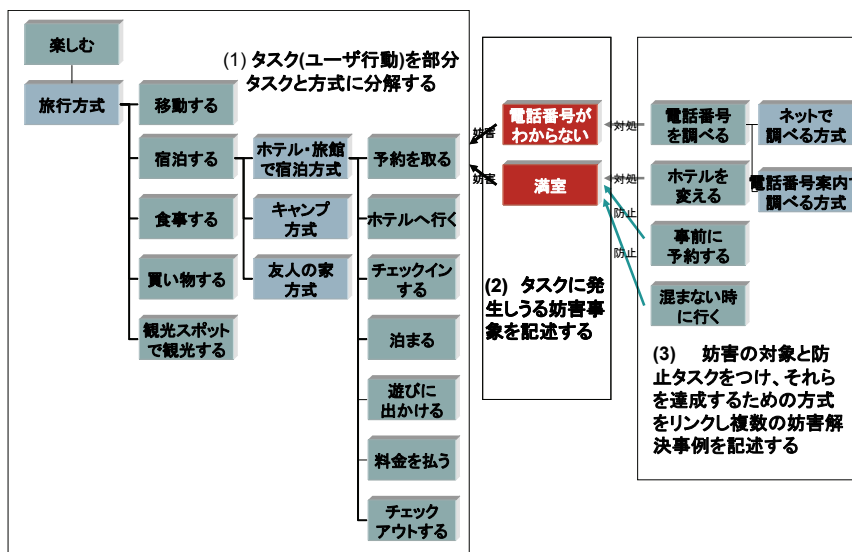 楽しむ
旅行方式
(1) タスク(ユーザ行動)を部分
タスクと方式に分解する
移動する
宿泊する
食事する
買い物する
観光スポット
で観光する
ホテル・旅館
で宿泊方式
キャンプ
方式
友人の家
方式
予約を取る
ホテルへ行く
チェックイン
する
泊まる
遊びに
出かける
料金を払う
チェック
アウトする
妨害
妨害
電話番号が
わからない
満室
(2) タスクに発
生しうる妨害事
象を記述する
対処
対処
防止
防止
電話番号
を調べる
ホテルを
変える
事前に
予約する
混まない時
に行く
ネットで
調べる方式
電話番号案内で
調べる方式
(3) 妨害の対象と防
止タスクをつけ、それら
を達成するための方式
をリンクし複数の妨害解
決事例を記述する